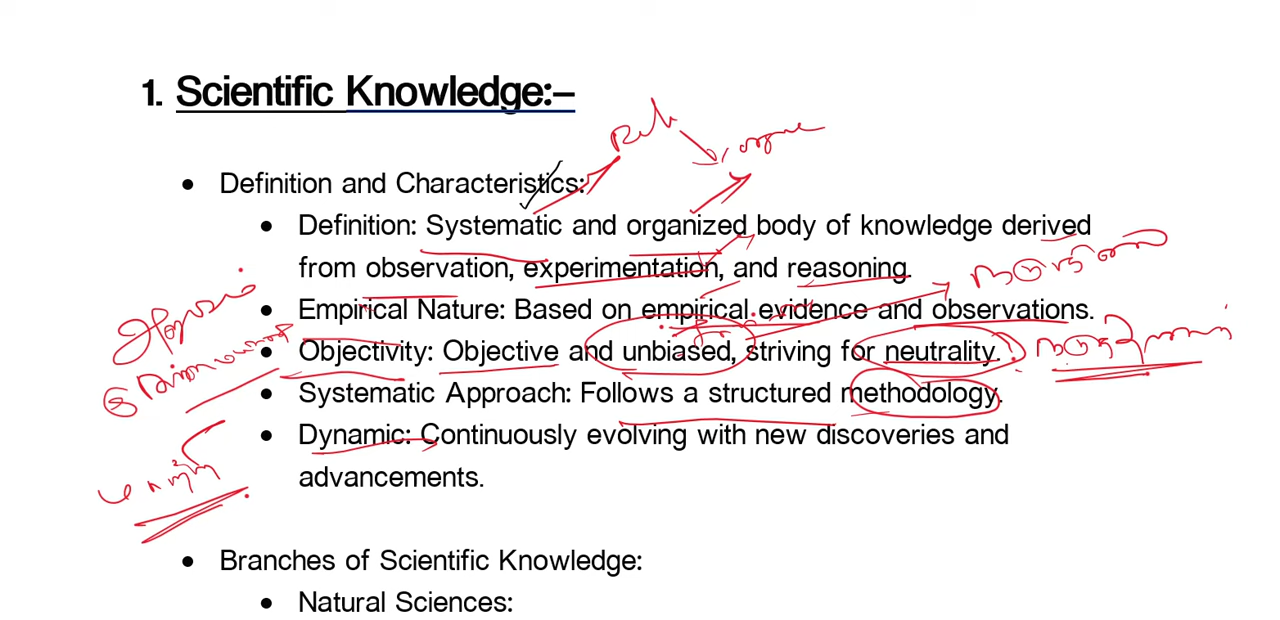 1. Scientific Knowledge:–
• Definition and Characteristics:
• Definition: Systematic and organized body of knowledge derived
from observation, experimentation, and reasoning.
• Empirical Nature: Based on empirical evidence and observations.
• Objectivity: Objective and unbiased, striving for neutrality.
• Systematic Approach: Follows a structured methodology.
• Dynamic: Continuously evolving with new discoveries and
advancements.
• Branches of Scientific Knowledge:
• Natural Sciences: